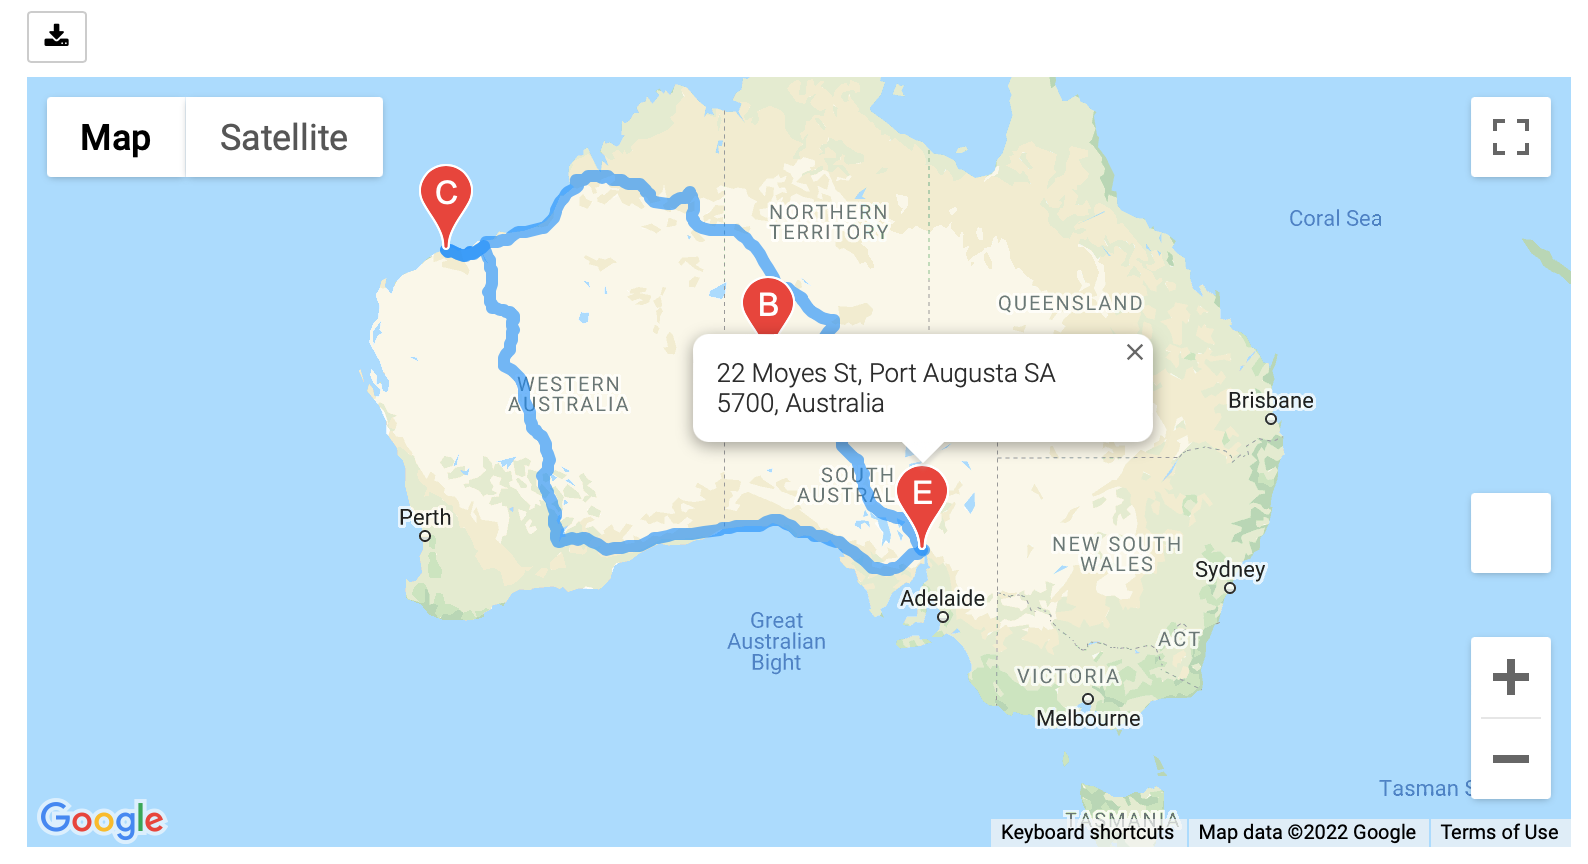 Map
Satellite
C
NORTHERN
TERRITORY
Coral Sea
B
QUEENSLAND
22 Moyes St, Port Augusta SA
5700, Australia
WESTERN
AUSTRALIA
Brisbane
SOUTH
AUSTRAL
E
Perth
NEW SOUTH
WALES
Sydney
Adelaide
Great
Australian
Bight
ACT
VICTORIA
Melbourne
Tasman S
Google
TASMANIA
Keyboard shortcuts
Map data ©2022 Google
Terms of Use